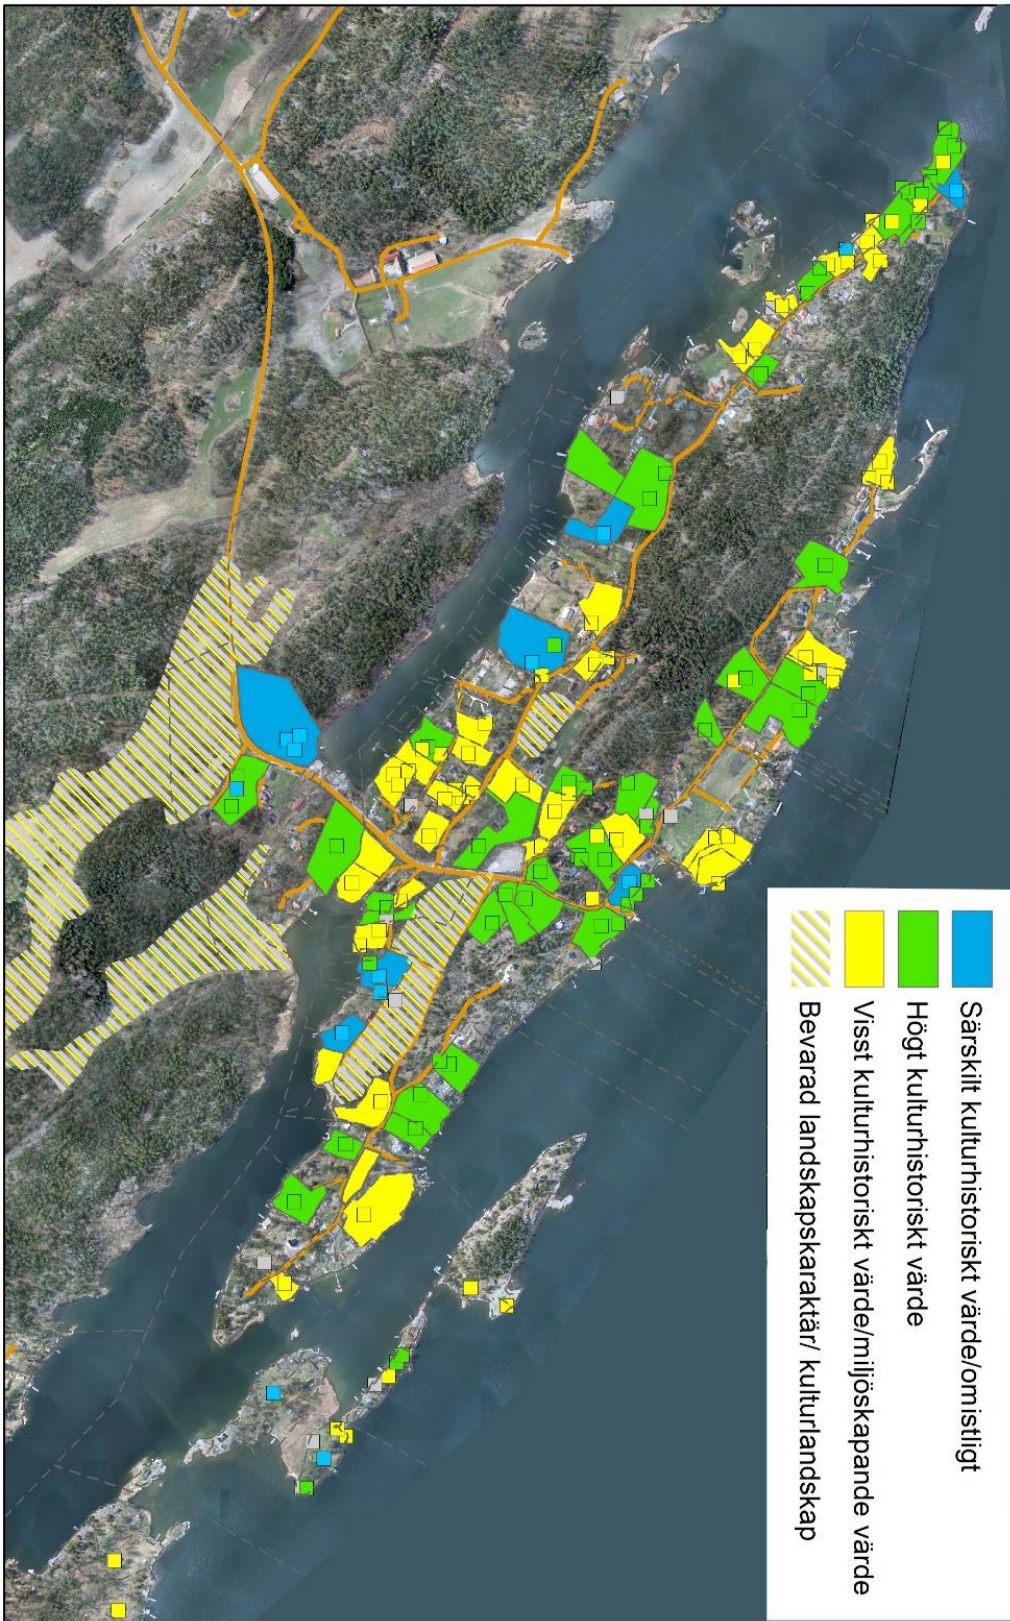 Särskilt kulturhistoriskt värde/omistligt
Högt kulturhistoriskt värde
Visst kulturhistoriskt värde/miljöskapande värde
Bevarad landskapskaraktär/ kulturlandskap